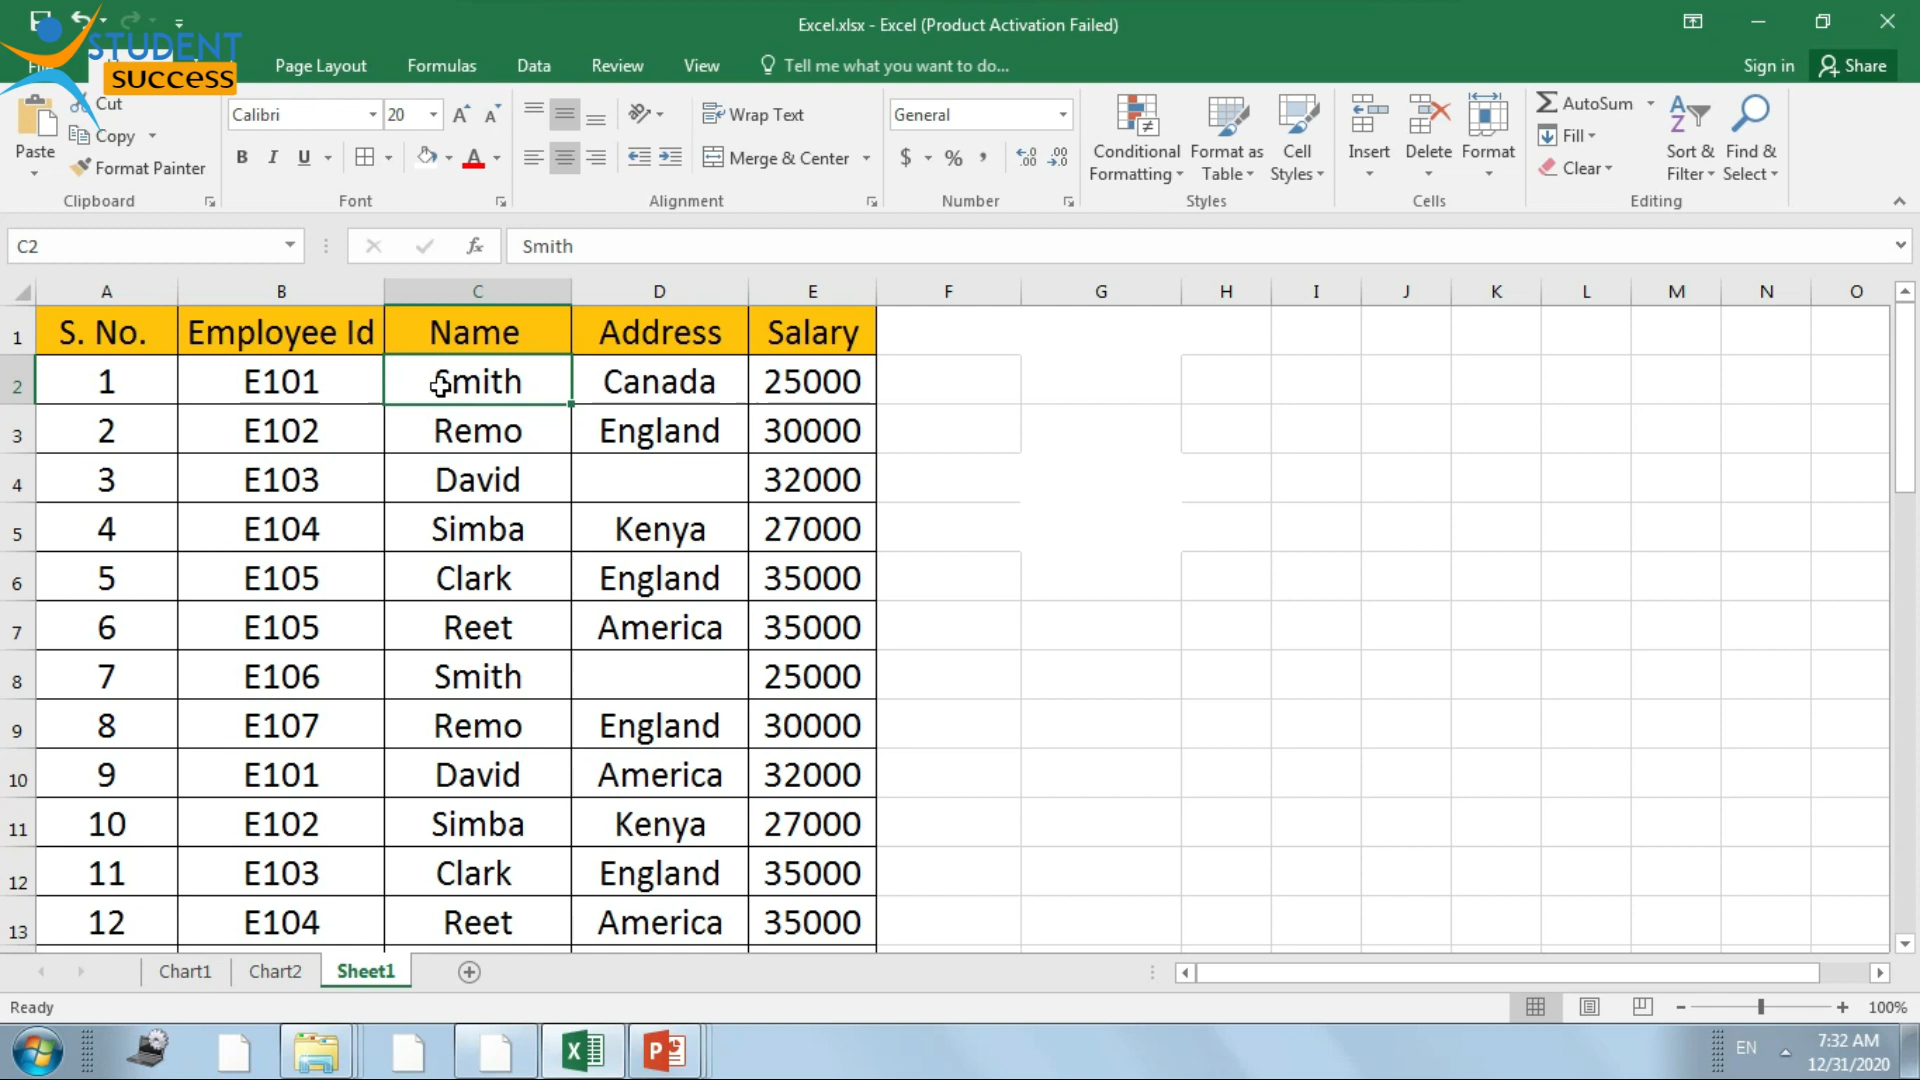 Excel.xlsx - Excel (Product Activation Failed)
STUDENT
success
Page Layout Formulas Data Review View Tell me what you want to do... Sign in Share
Cut
Copy
Format Painter
Paste
Calibri 20
B I U
Wrap Text
Merge & Center
General
$ % ,
Conditional Formatting
Format as Table
Cell Styles
Insert Delete Format
AutoSum
Fill
Clear
Sort & Filter
Find & Select
Clipboard Font Alignment Number Styles Cells Editing
C2 fx Smith
A B C D E F G H I J K L M N O
1 S. No. Employee Id Name Address Salary
2 1 E101 Smith Canada 25000
3 2 E102 Remo England 30000
4 3 E103 David 32000
5 4 E104 Simba Kenya 27000
6 5 E105 Clark England 35000
7 6 E105 Reet America 35000
8 7 E106 Smith 25000
9 8 E107 Remo England 30000
10 9 E101 David America 32000
11 10 E102 Simba Kenya 27000
12 11 E103 Clark England 35000
13 12 E104 Reet America 35000
Chart1 Chart2 Sheet1
Ready 100%
EN 7:32 AM
12/31/2020